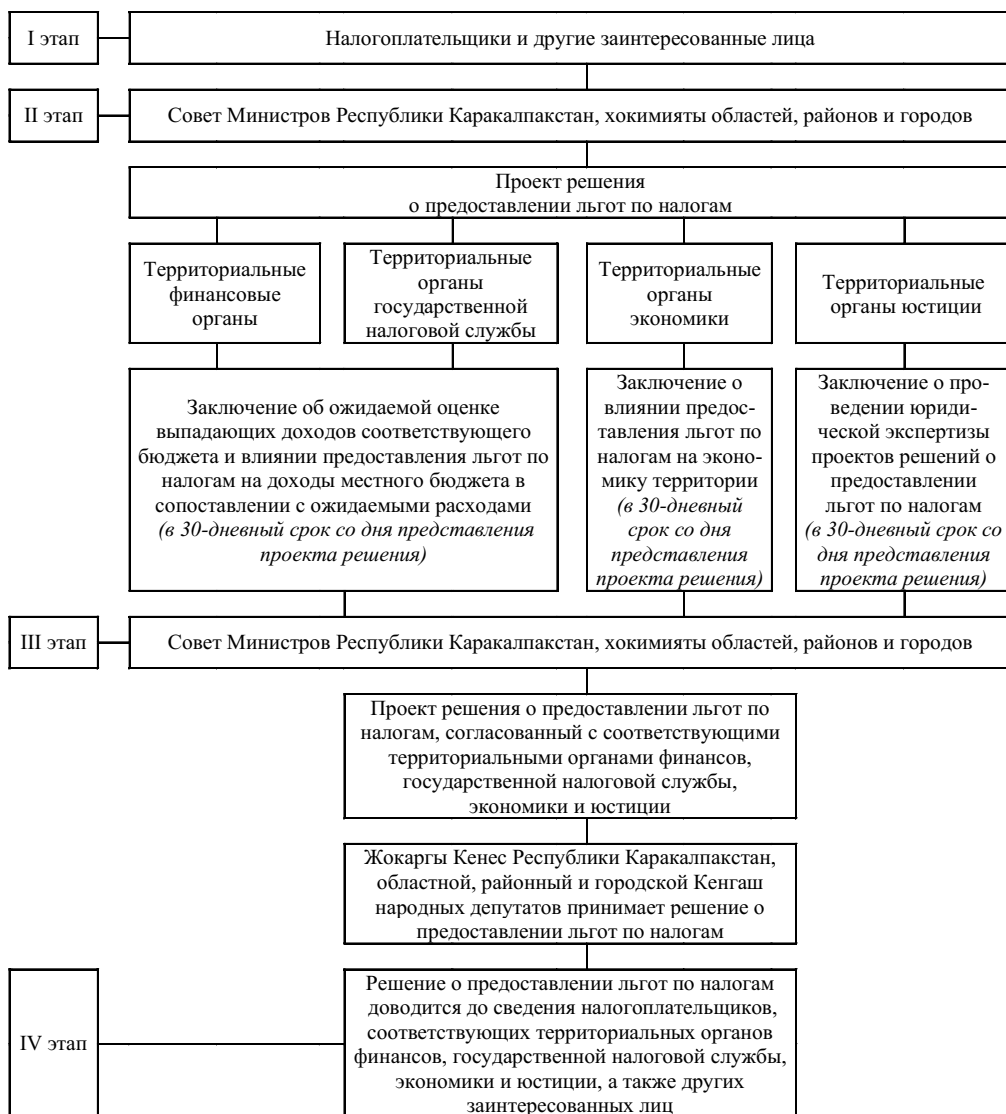 I этап
Налогоплательщики и другие заинтересованные лица
II этап
Совет Министров Республики Каракалпакстан, хокимияты областей, районов и городов
Проект решения
о предоставлении льгот по налогам
Территориальные
финансовые
органы
Территориальные
органы
государственной
налоговой службы
Территориальные
органы
экономики
Территориальные
органы юстиции
Заключение об ожидаемой оценке
выпадающих доходов соответствующего
бюджета и влиянии предоставления льгот по
налогам на доходы местного бюджета в
сопоставлении с ожидаемыми расходами
(в 30-дневный срок со дня представления
проекта решения)
Заключение о
влиянии предос-
тавления льгот по
налогам на эконо-
мику территории
(в 30-дневный
срок со дня
представления
проекта решения)
Заключение о про-
ведении юриди-
ческой экспертизы
проектов решений о
предоставлении
льгот по налогам
(в 30-дневный срок со
дня представления
проекта решения)
III этап
Совет Министров Республики Каракалпакстан, хокимияты областей, районов и городов
Проект решения о предоставлении льгот по
налогам, согласованный с соответствующими
территориальными органами финансов,
государственной налоговой службы,
экономики и юстиции
Жокаргы Кенес Республики Каракалпакстан,
областной, районный и городской Кенгаш
народных депутатов принимает решение о
предоставлении льгот по налогам
IV этап
Решение о предоставлении льгот по налогам
доводится до сведения налогоплательщиков,
соответствующих территориальных органов
финансов, государственной налоговой службы,
экономики и юстиции, а также других
заинтересованных лиц